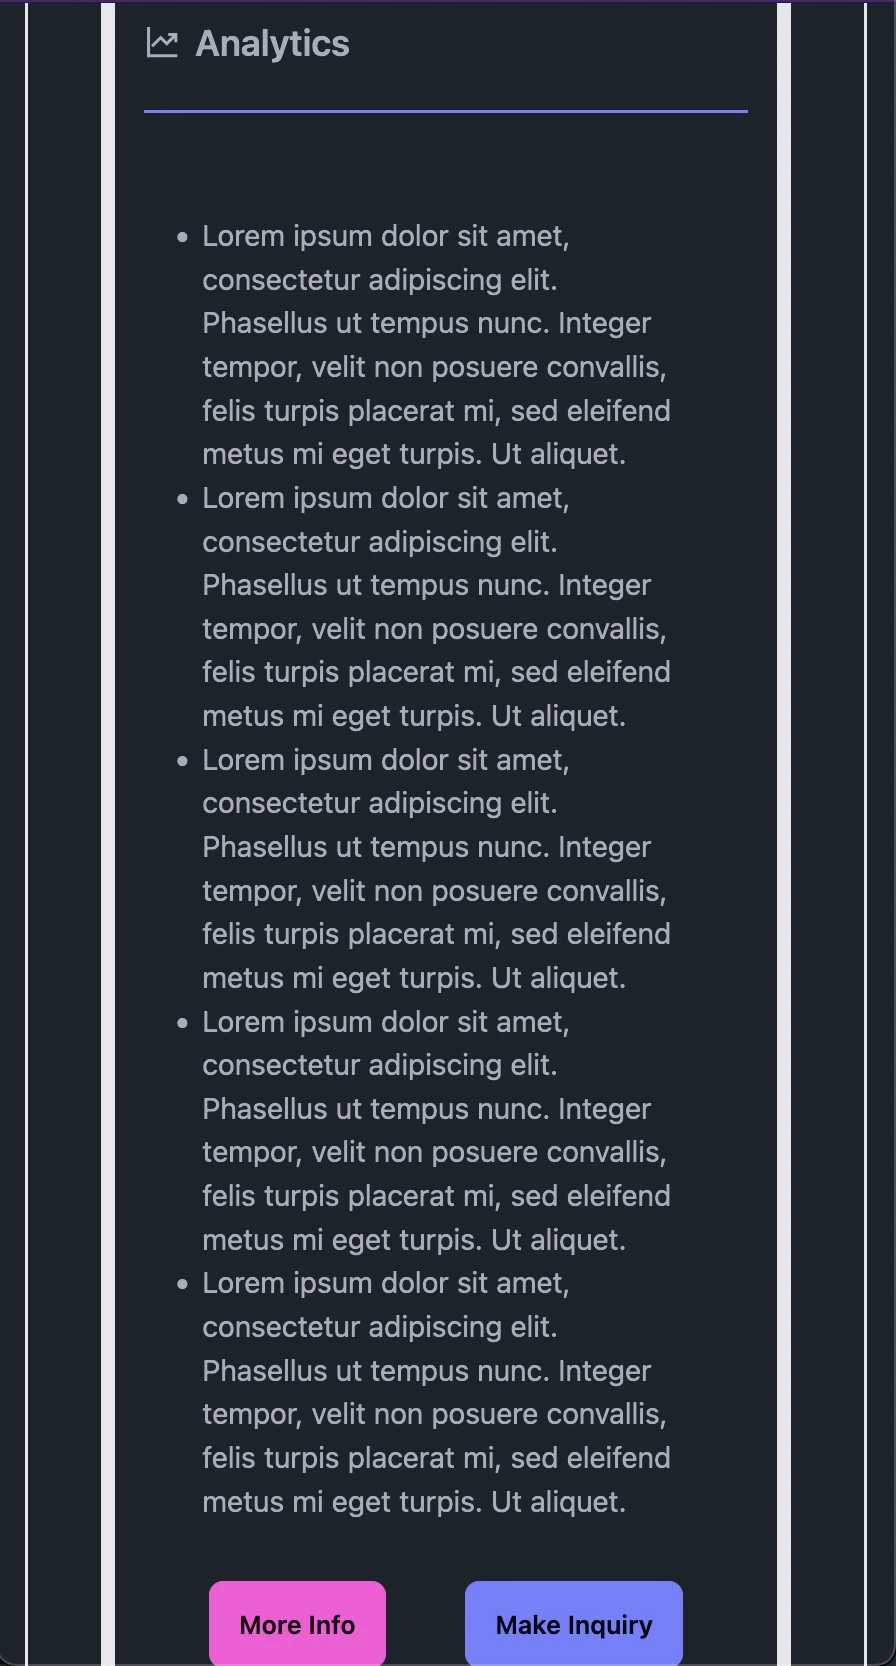 Analytics
• Lorem ipsum dolor sit amet,
consectetur adipiscing elit.
Phasellus ut tempus nunc. Integer
tempor, velit non posuere convallis,
felis turpis placerat mi, sed eleifend
metus mi eget turpis. Ut aliquet.
• Lorem ipsum dolor sit amet,
consectetur adipiscing elit.
Phasellus ut tempus nunc. Integer
tempor, velit non posuere convallis,
felis turpis placerat mi, sed eleifend
metus mi eget turpis. Ut aliquet.
• Lorem ipsum dolor sit amet,
consectetur adipiscing elit.
Phasellus ut tempus nunc. Integer
tempor, velit non posuere convallis,
felis turpis placerat mi, sed eleifend
metus mi eget turpis. Ut aliquet.
• Lorem ipsum dolor sit amet,
consectetur adipiscing elit.
Phasellus ut tempus nunc. Integer
tempor, velit non posuere convallis,
felis turpis placerat mi, sed eleifend
metus mi eget turpis. Ut aliquet.
• Lorem ipsum dolor sit amet,
consectetur adipiscing elit.
Phasellus ut tempus nunc. Integer
tempor, velit non posuere convallis,
felis turpis placerat mi, sed eleifend
metus mi eget turpis. Ut aliquet.
More Info
Make Inquiry